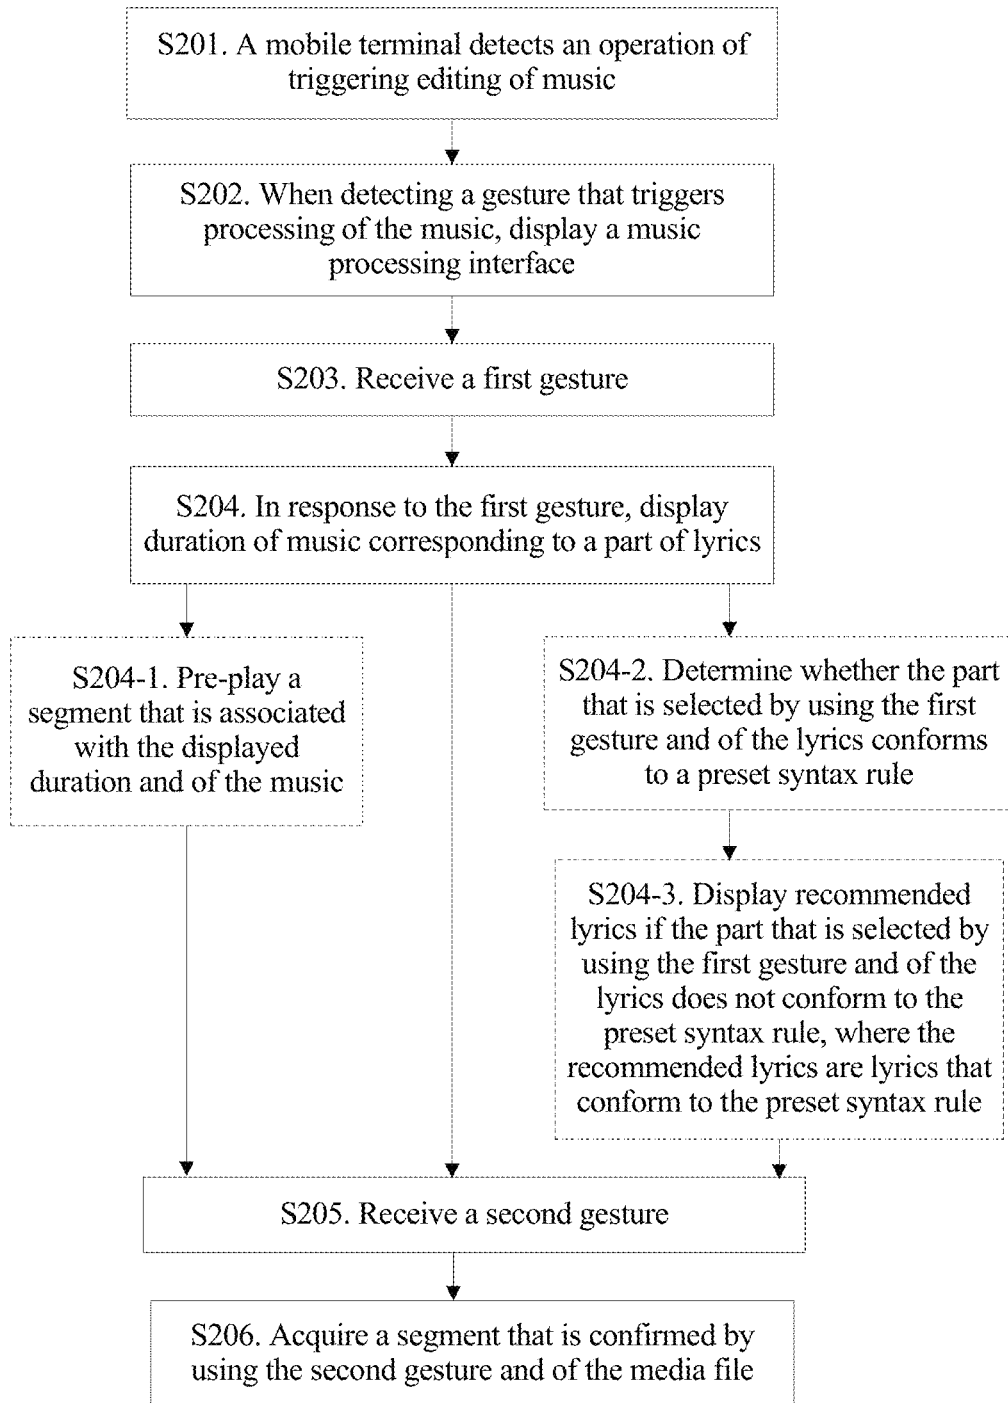 S201. A mobile terminal detects an operation of
triggering editing of music
S202. When detecting a gesture that triggers
processing of the music, display a music
processing interface
S203. Receive a first gesture
S204. In response to the first gesture, display
duration of music corresponding to a part of lyrics
S204-1. Pre-play a
segment that is associated
with the displayed
duration and of the music
S204-2. Determine whether the part
that is selected by using the first
gesture and of the lyrics conforms
to a preset syntax rule
S204-3. Display recommended
lyrics if the part that is selected by
using the first gesture and of the
lyrics does not conform to the
preset syntax rule, where the
recommended lyrics are lyrics that
conform to the preset syntax rule
S205. Receive a second gesture
S206. Acquire a segment that is confirmed by
using the second gesture and of the media file